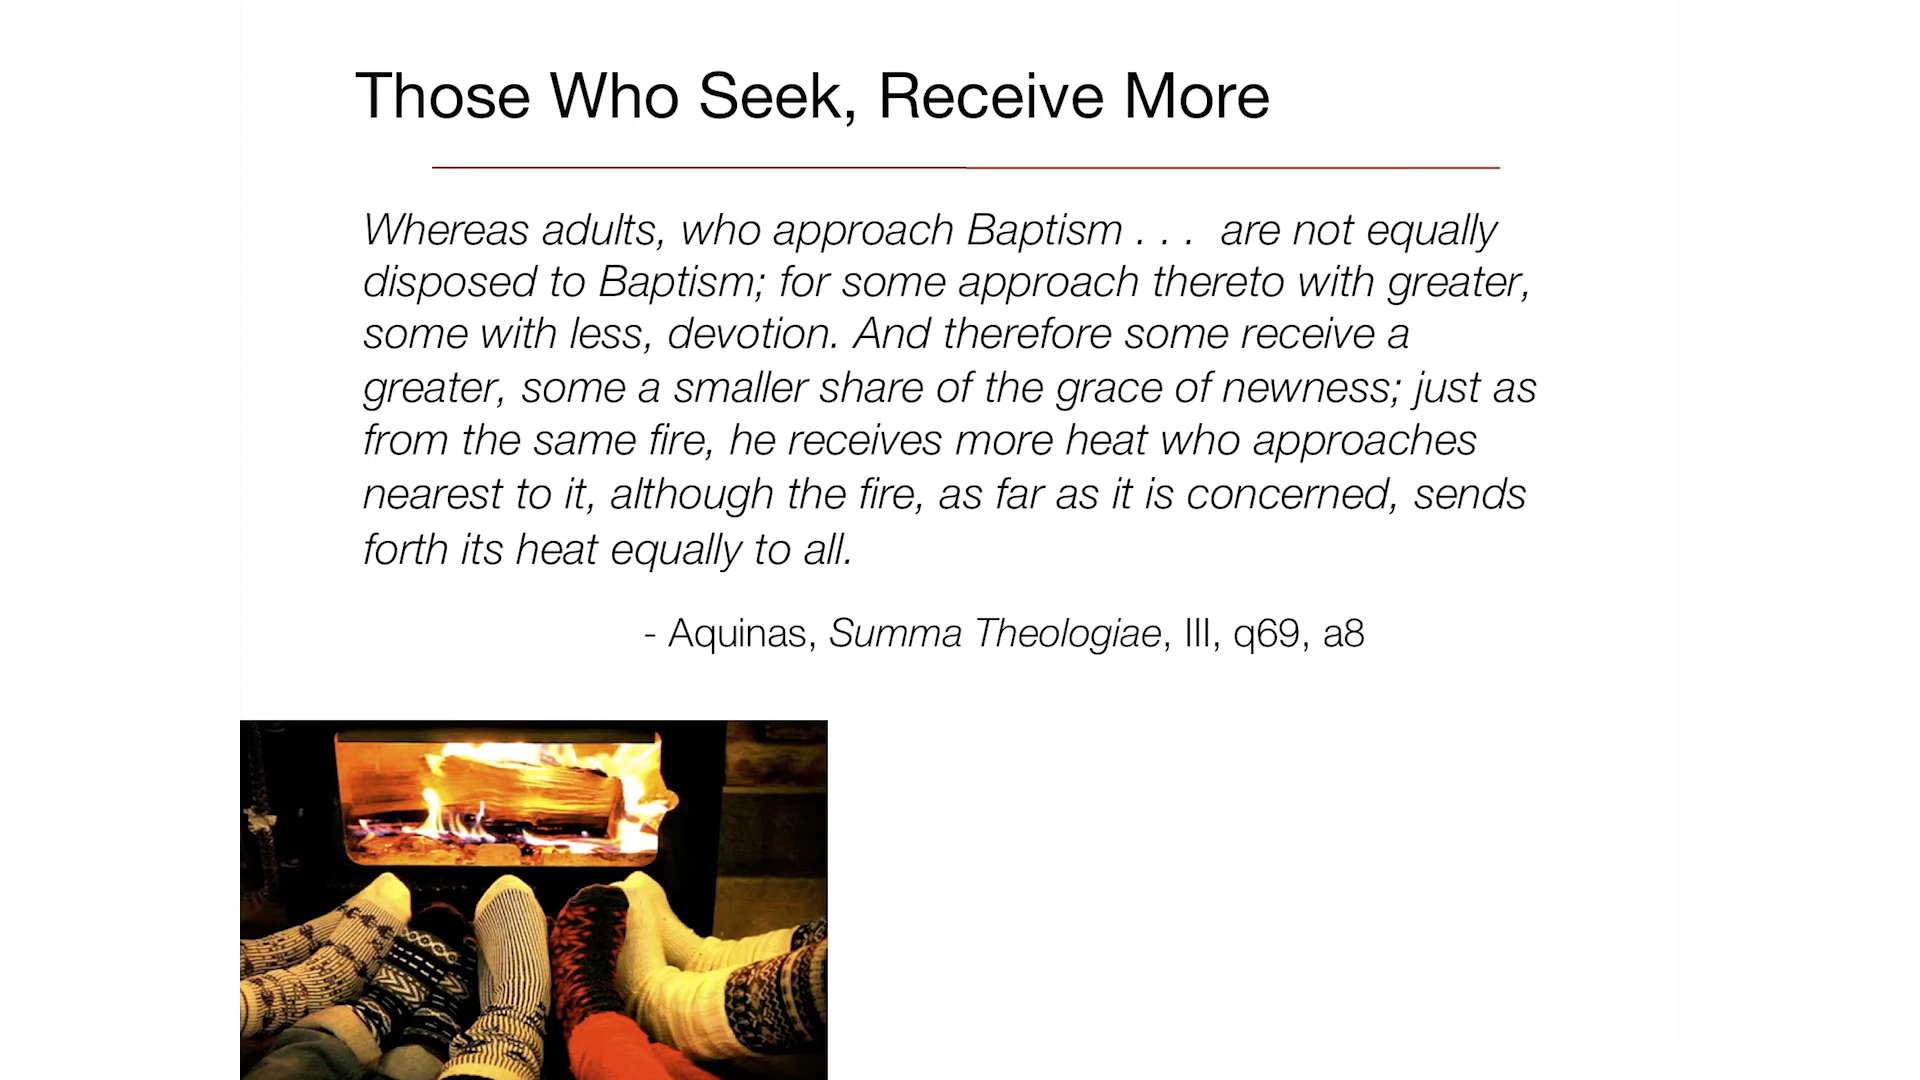 Those Who Seek, Receive More
Whereas adults, who approach Baptism . . . are not equally
disposed to Baptism; for some approach thereto with greater,
some with less, devotion. And therefore some receive a
greater, some a smaller share of the grace of newness; just as
from the same fire, he receives more heat who approaches
nearest to it, although the fire, as far as it is concerned, sends
forth its heat equally to all.
- Aquinas, Summa Theologiae, III, q69, a8